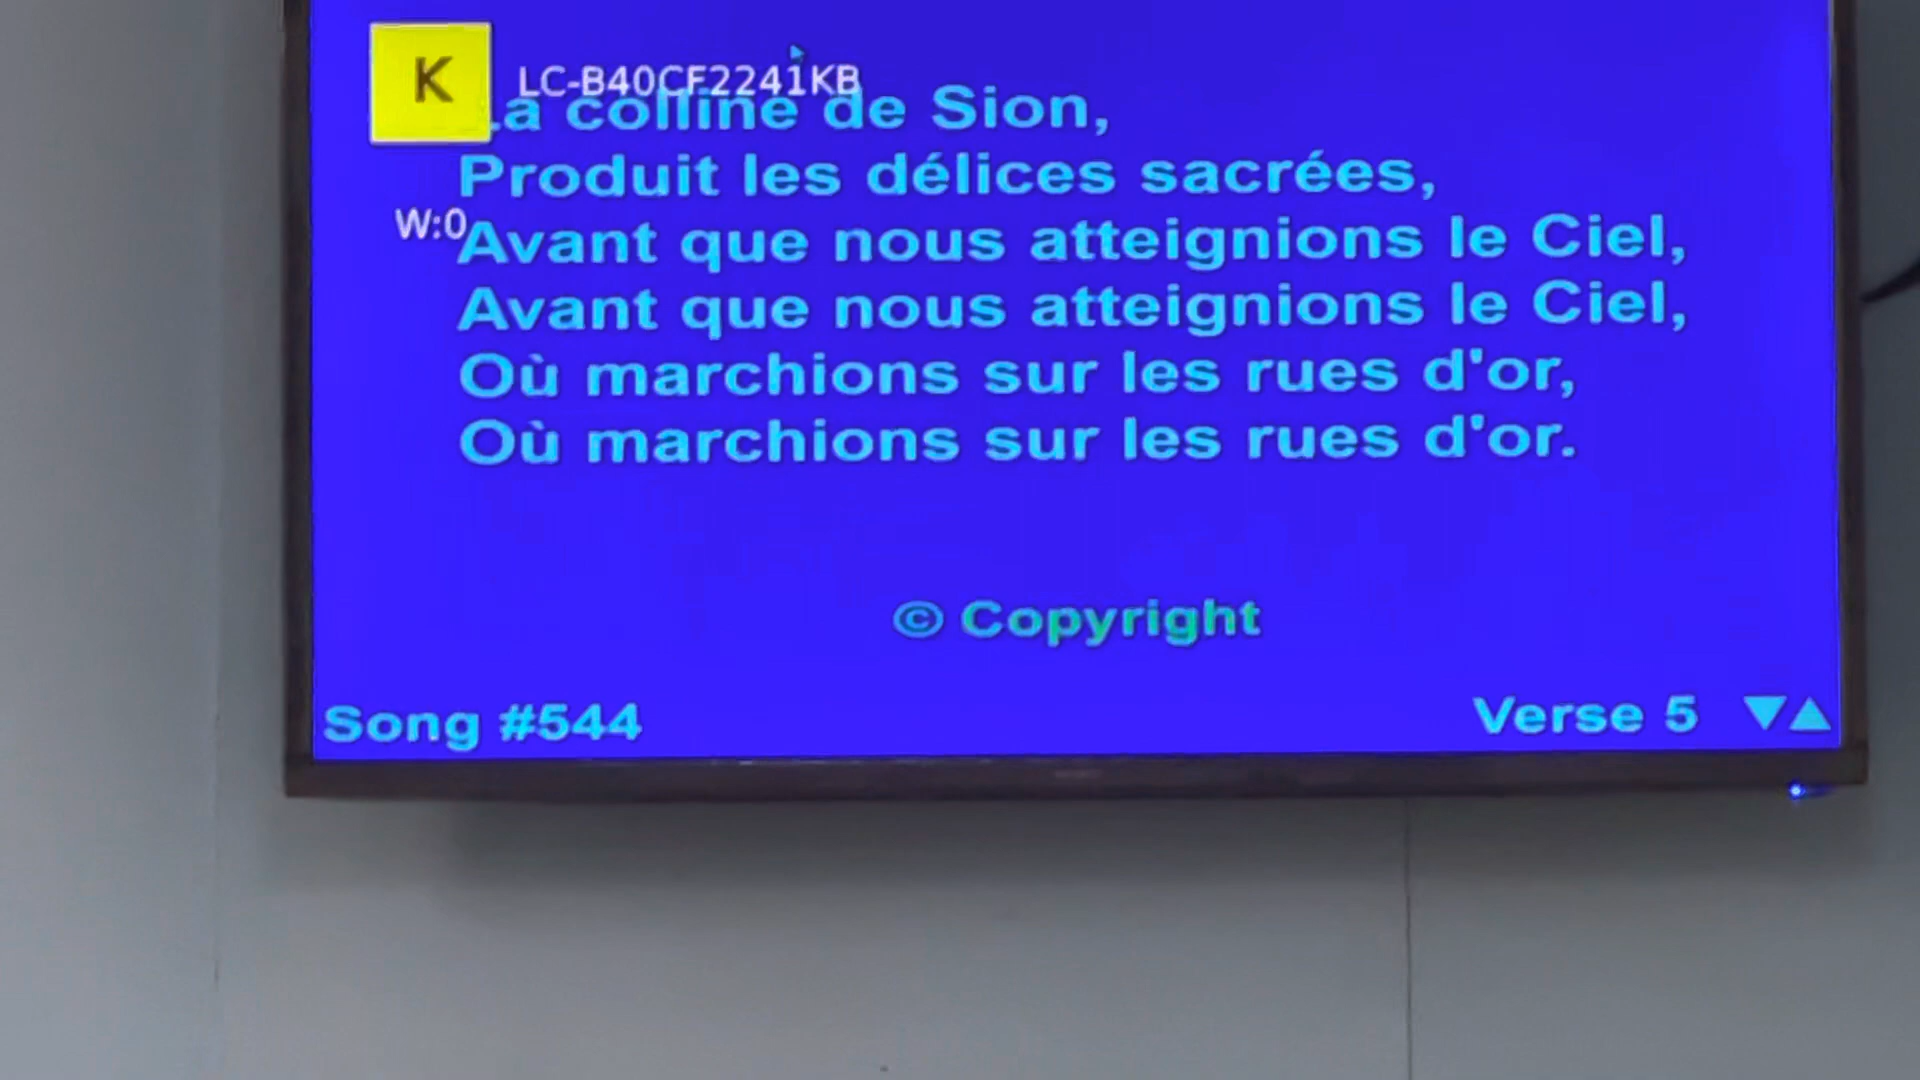 K
LC-B40CF2241KB
La colline de Sion,
Produit les délices sacrées,
W:0
Avant que nous atteignions le Ciel,
Avant que nous atteignions le Ciel,
Où marchions sur les rues d'or,
Où marchions sur les rues d'or.
© Copyright
Song #544
Verse 5 ▼▲